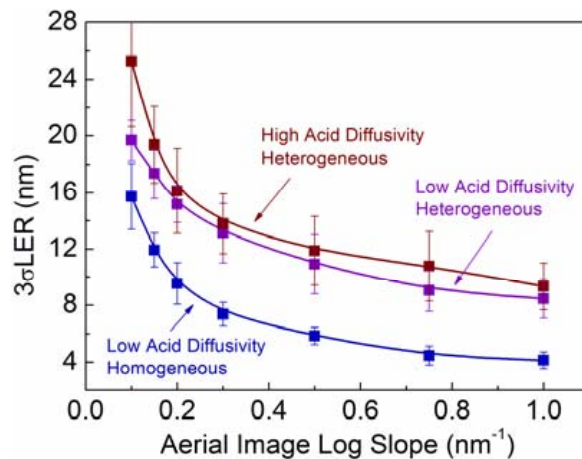 28
24
20
16
12
8
4
3σLER (nm)
High Acid Diffusivity
Heterogeneous
Low Acid Diffusivity
Heterogeneous
Low Acid Diffusivity
Homogeneous
0.0 0.2 0.4 0.6 0.8 1.0
Aerial Image Log Slope (nm⁻¹)